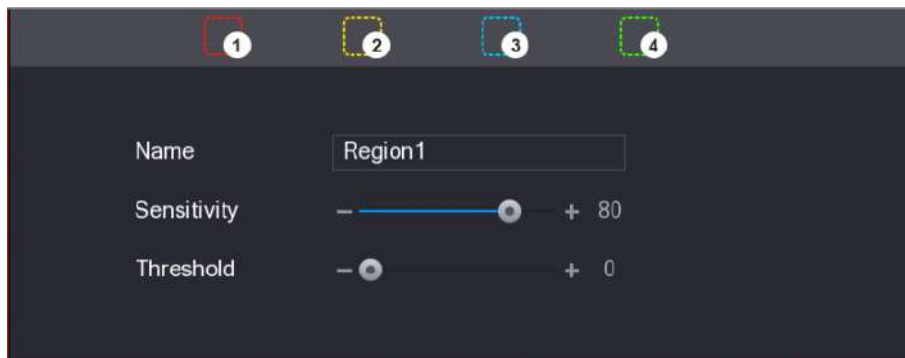 1 2 3 4
Name Region1
Sensitivity − + 80
Threshold − + 0